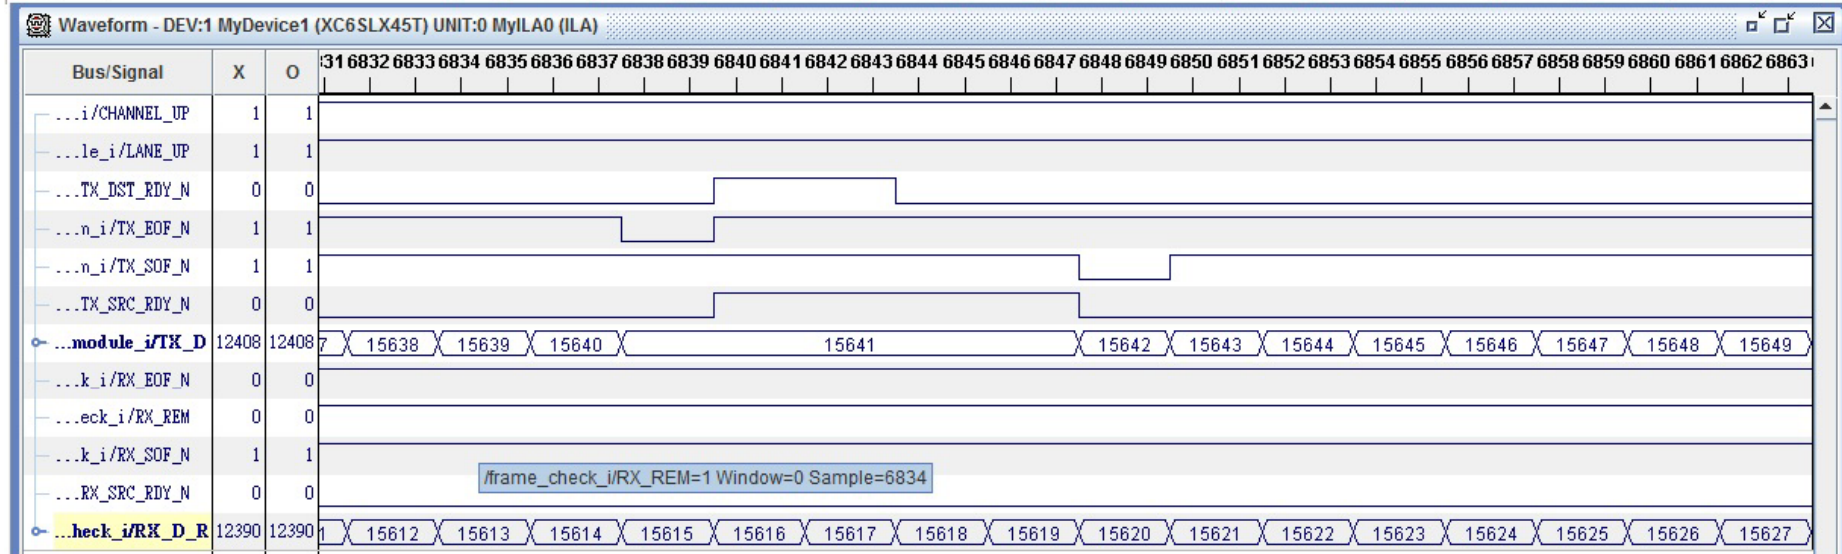 Waveform - DEV:1 MyDevice1 (XC6SLX45T) UNIT:0 MyILA0 (ILA)
Bus/Signal X O 31 6832 6833 6834 6835 6836 6837 6838 6839 6840 6841 6842 6843 6844 6845 6846 6847 6848 6849 6850 6851 6852 6853 6854 6855 6856 6857 6858 6859 6860 6861 6862 6863
...i/CHANNEL_UP 1 1
...le_i/LANE_UP 1 1
...TX_DST_RDY_N 0 0
...n_i/TX_EOF_N 1 1
...n_i/TX_SOF_N 1 1
...TX_SRC_RDY_N 0 0
...module_i/TX_D 12408 12408 7 15638 15639 15640 15641 15642 15643 15644 15645 15646 15647 15648 15649
...k_i/RX_EOF_N 0 0
...eck_i/RX_REM 0 0
...k_i/RX_SOF_N 1 1
/frame_check_i/RX_REM=1 Window=0 Sample=6834
...RX_SRC_RDY_N 0 0
...heck_i/RX_D_R 12390 12390 1 15612 15613 15614 15615 15616 15617 15618 15619 15620 15621 15622 15623 15624 15625 15626 15627